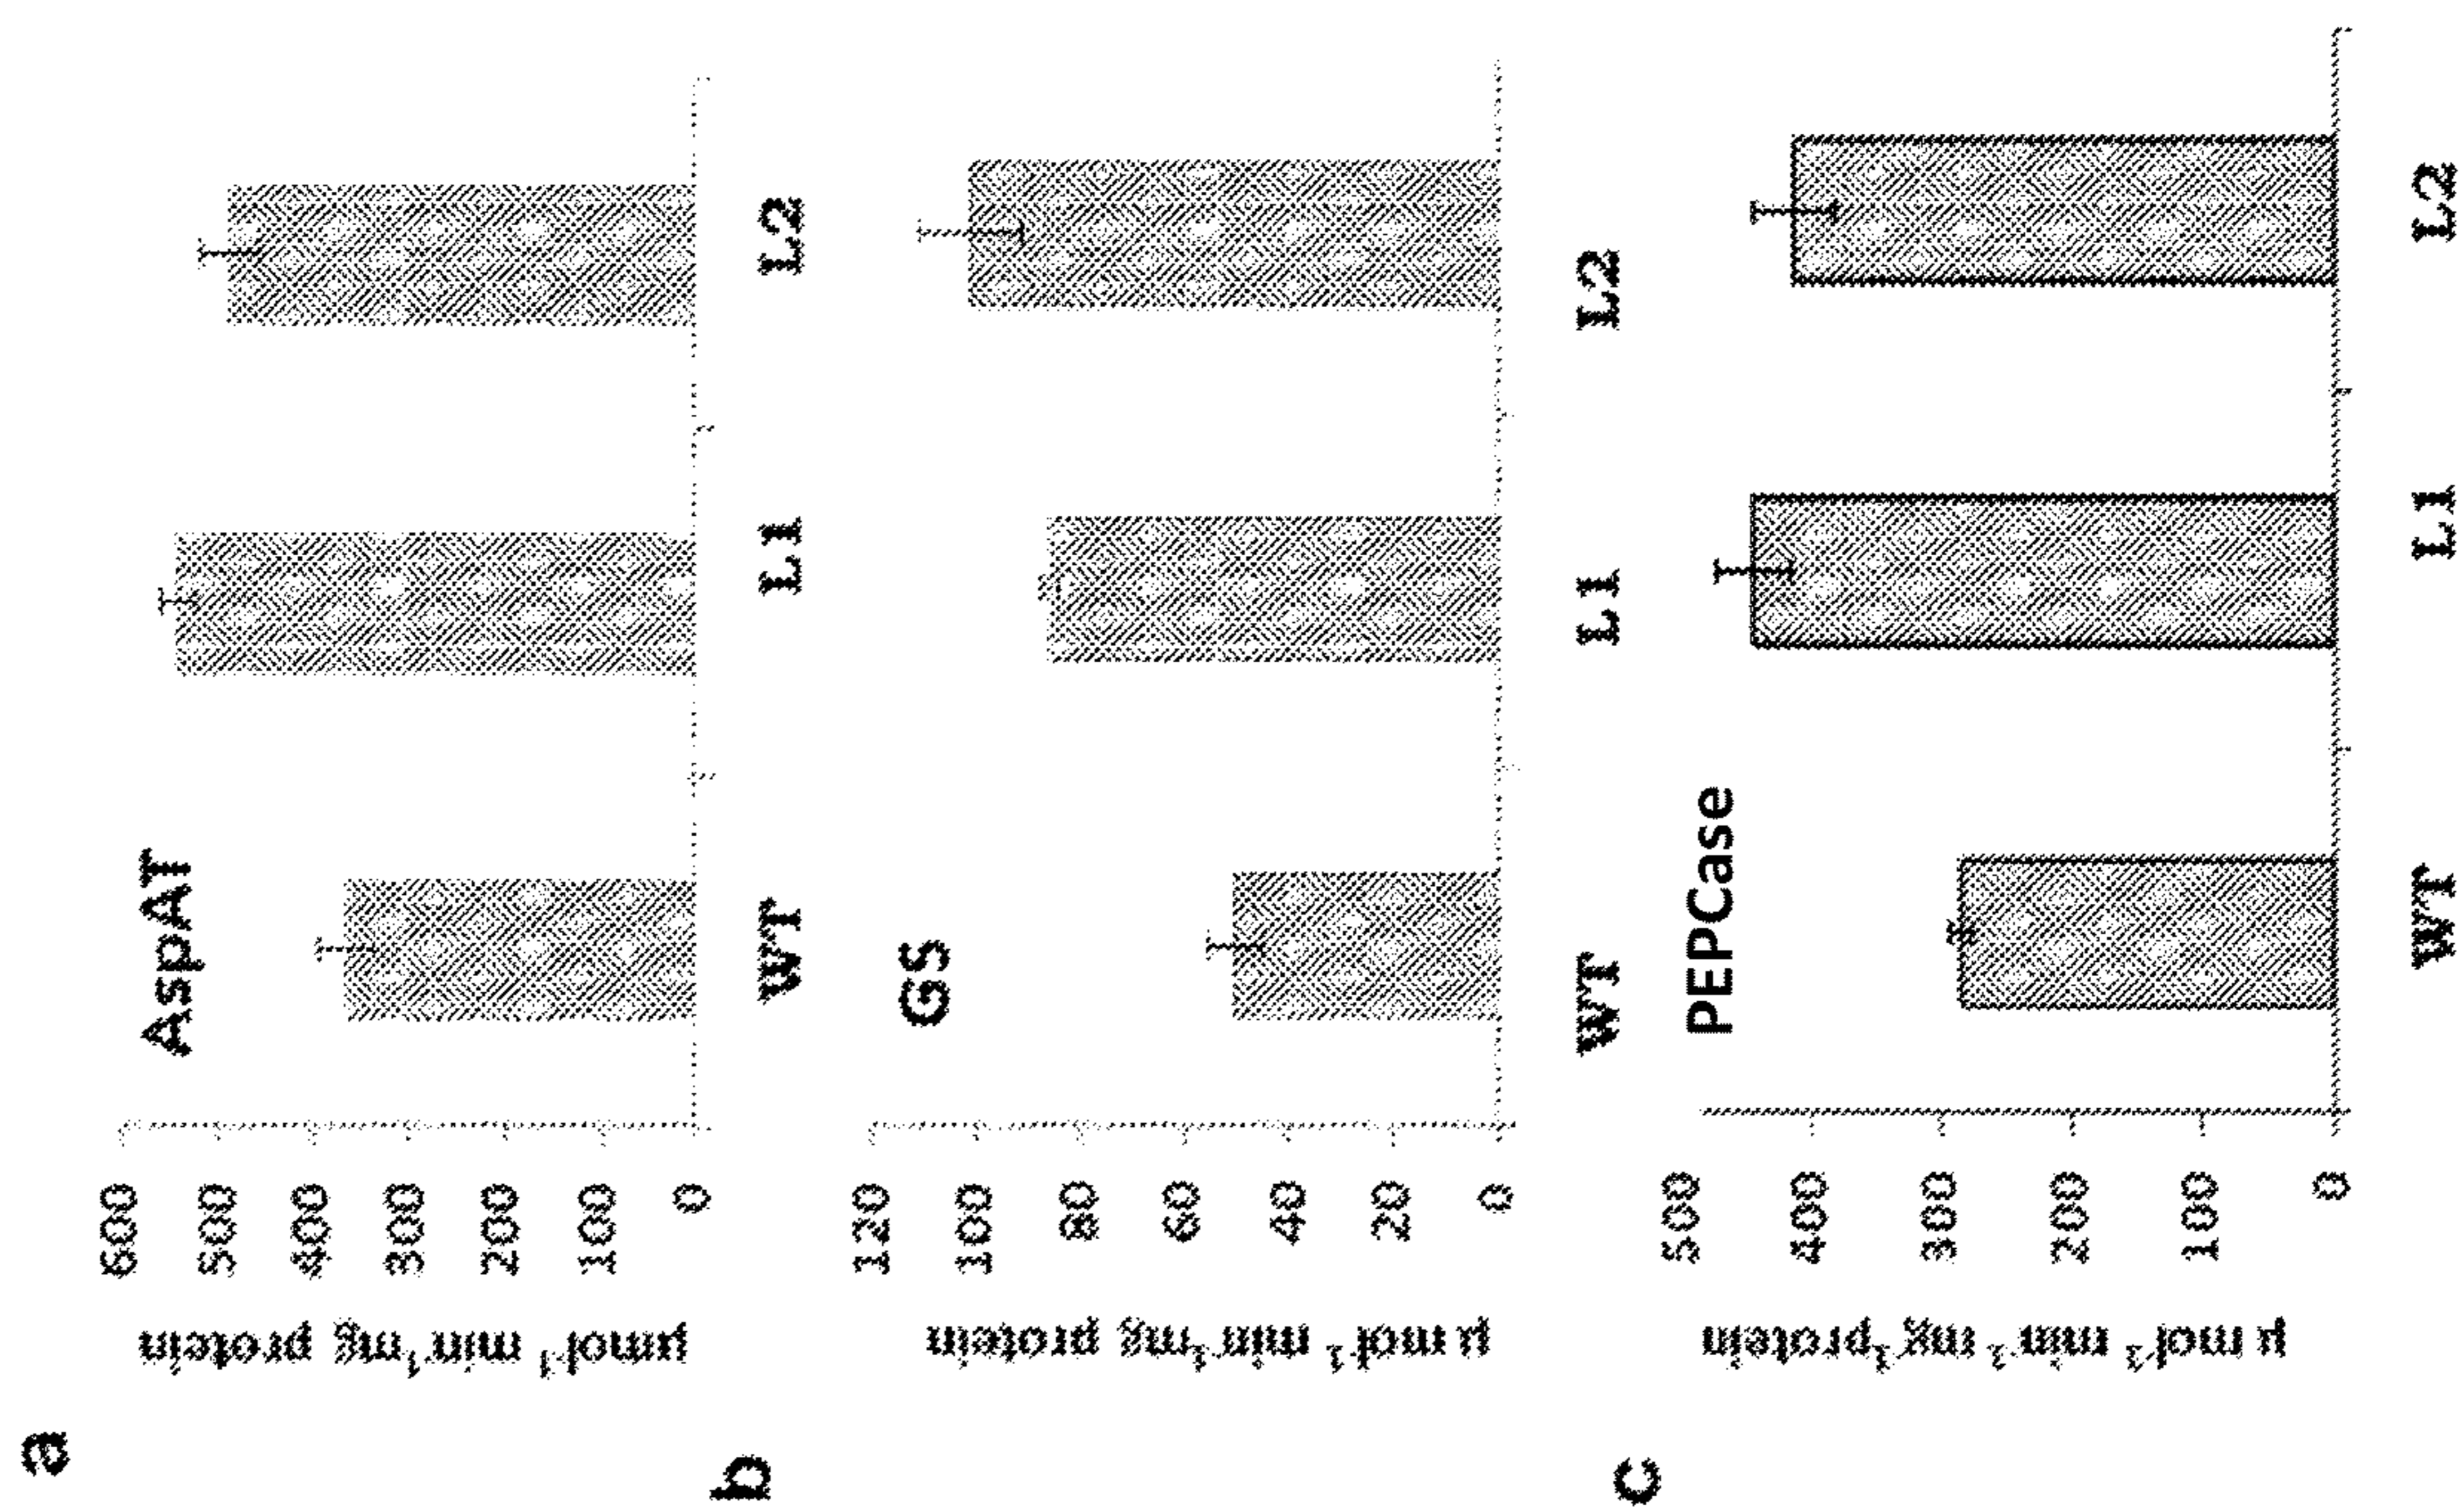 a
AspAT
µmol⁻¹ min⁻¹mg protein
600
500
400
300
200
100
0
WT L1 L2
b
GS
µ mol⁻¹ min⁻¹mg protein
120
100
80
60
40
20
0
WT L1 L2
c
PEPCase
µ mol⁻¹ min⁻¹ mg⁻¹protein
500
400
300
200
100
0
WT L1 L2